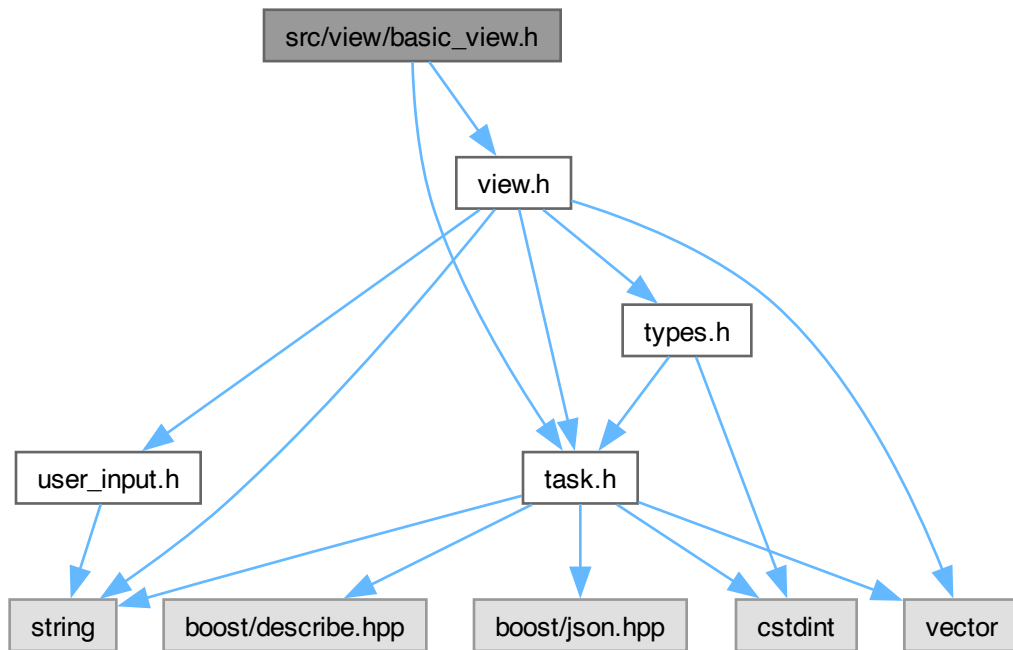 src/view/basic_view.h
view.h
types.h
user_input.h
task.h
string
boost/describe.hpp
boost/json.hpp
cstdint
vector